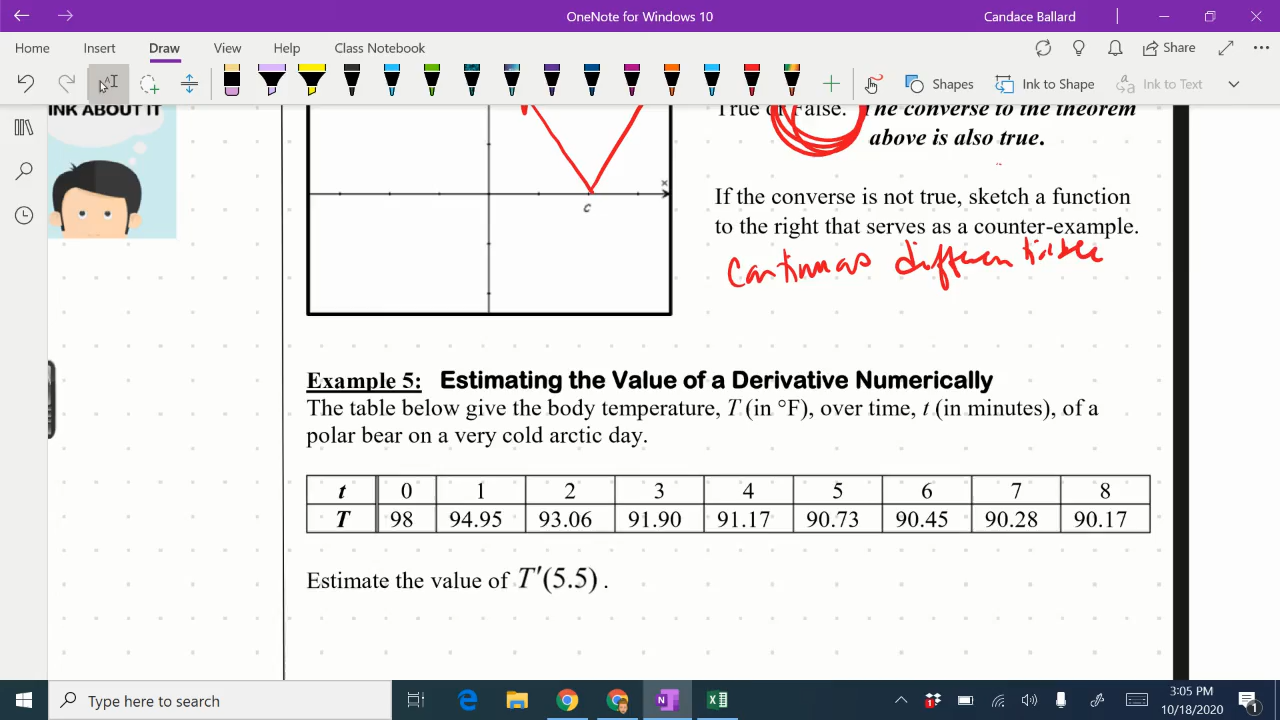 OneNote for Windows 10
Candace Ballard
Home Insert Draw View Help Class Notebook Share
Shapes Ink to Shape Ink to Text
INK ABOUT IT
True or False. The converse to the theorem
above is also true.
x
c
If the converse is not true, sketch a function
to the right that serves as a counter-example.
Continuous differentiable
Example 5: Estimating the Value of a Derivative Numerically
The table below give the body temperature, T (in °F), over time, t (in minutes), of a
polar bear on a very cold arctic day.
t 0 1 2 3 4 5 6 7 8
T 98 94.95 93.06 91.90 91.17 90.73 90.45 90.28 90.17
Estimate the value of T′(5.5) .
Type here to search
3:05 PM
10/18/2020